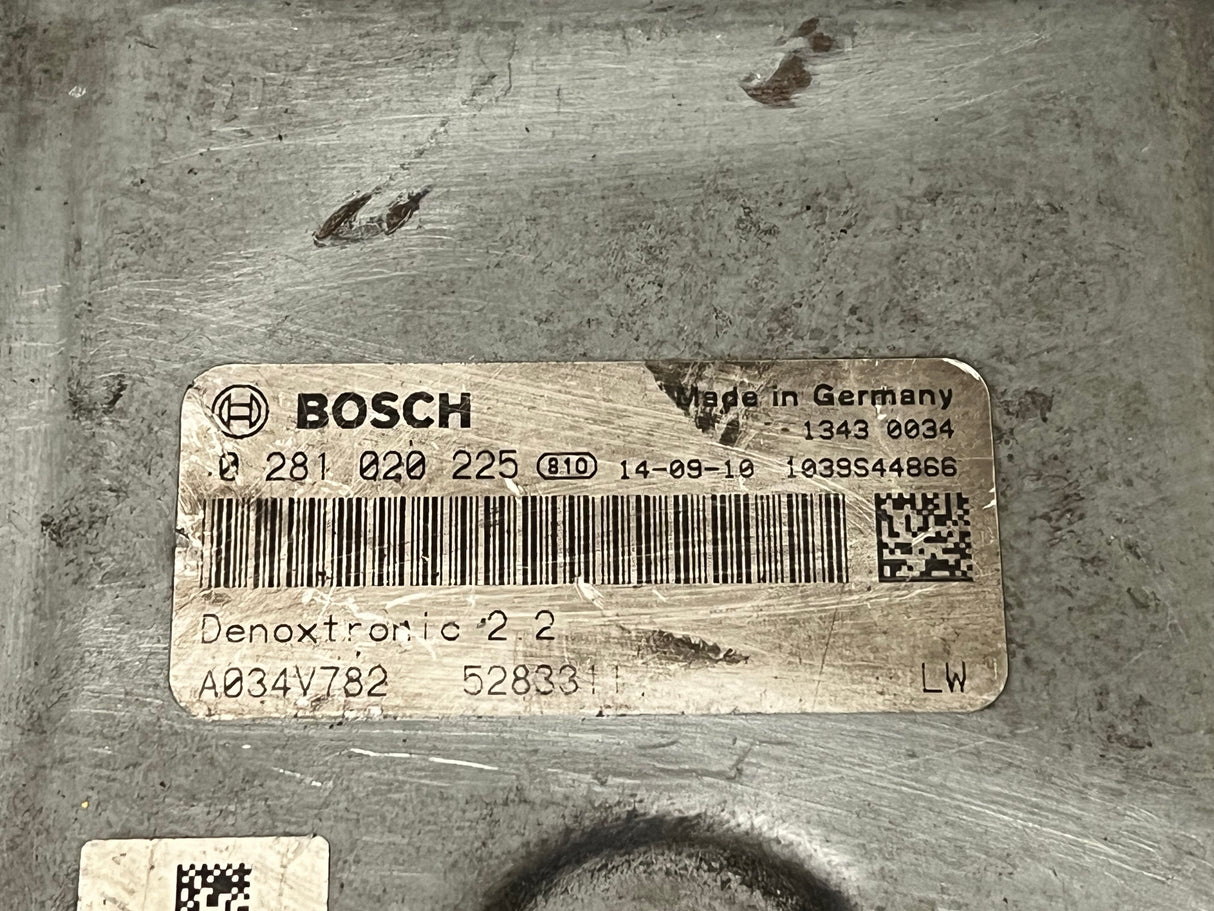 BOSCH
Made in Germany
1343 0034
0 281 020 225 810 14-09-10 1039S44866
Denoxtronic 2.2
A034V782 5283311 LW